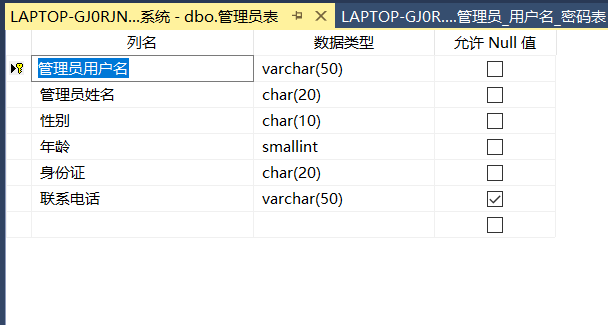 LAPTOP-GJ0RJN...系统 - dbo.管理员表 LAPTOP-GJ0R....管理员_用户名_密码表
列名 数据类型 允许 Null 值
管理员用户名 varchar(50)
管理员姓名 char(20)
性别 char(10)
年龄 smallint
身份证 char(20)
联系电话 varchar(50)